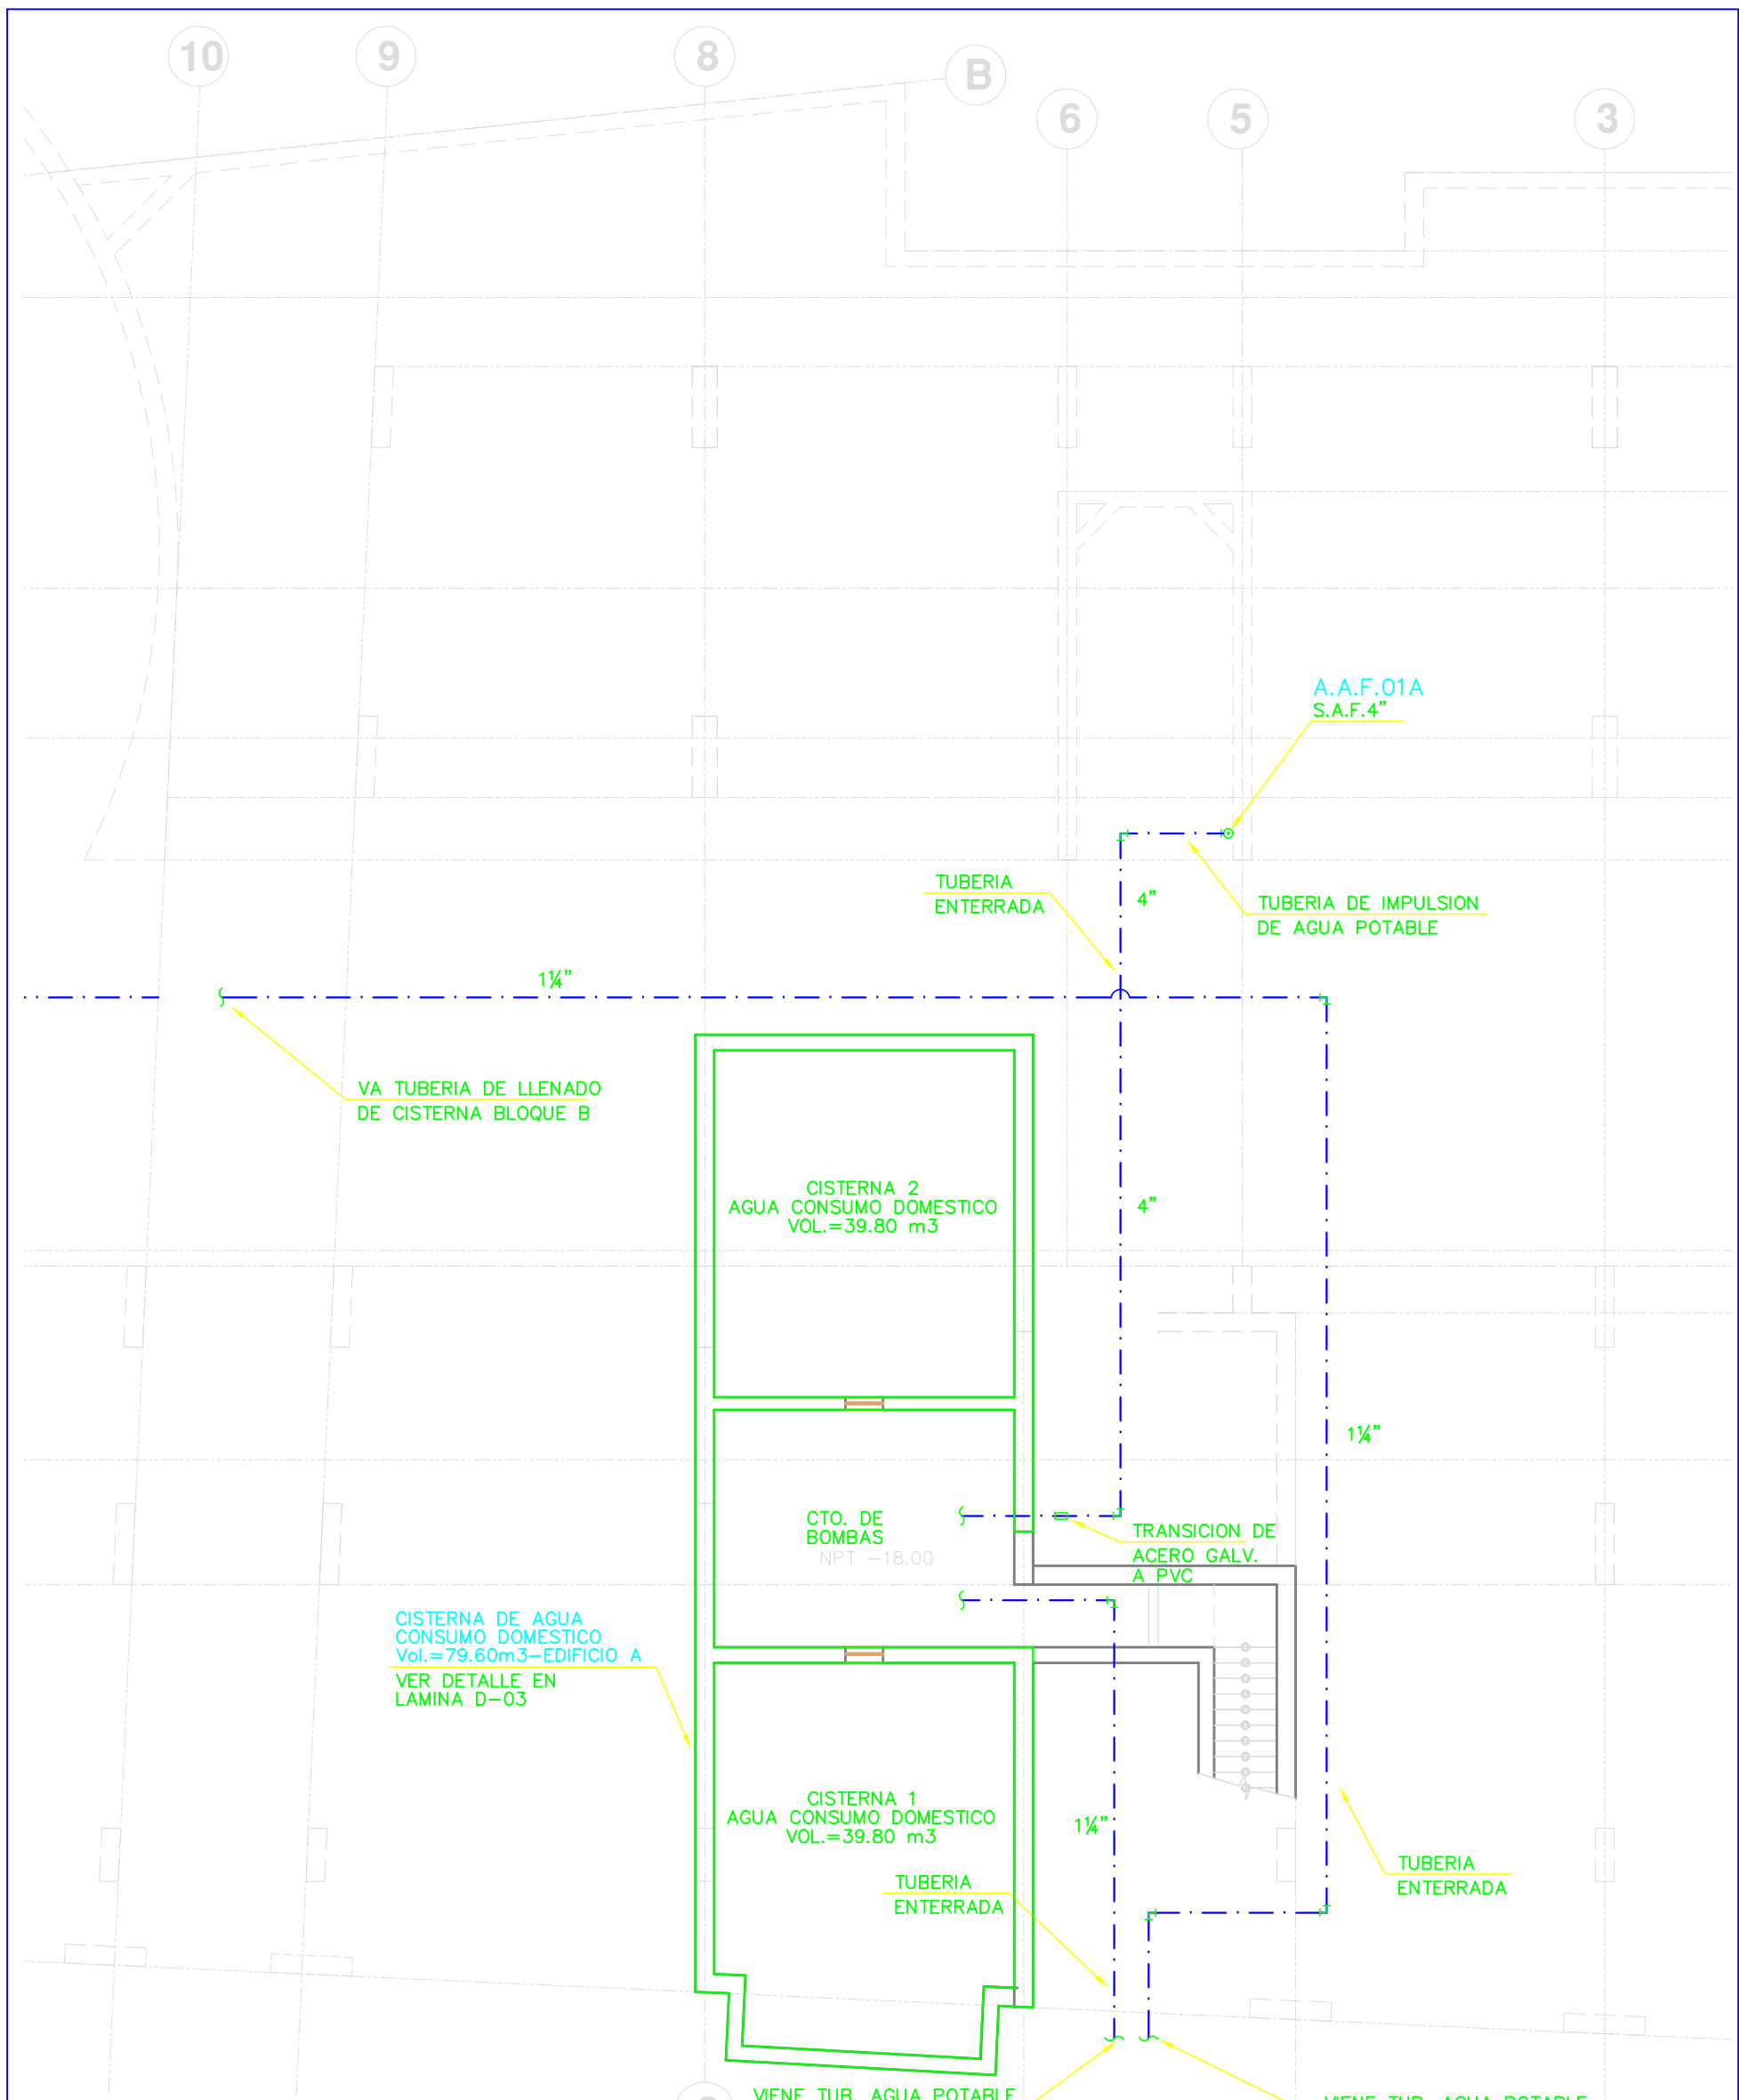 10
9
8
B
6
5
3
A.A.F.01A
S.A.F.4"
TUBERIA
ENTERRADA
4"
TUBERIA DE IMPULSION
DE AGUA POTABLE
1¼"
VA TUBERIA DE LLENADO
DE CISTERNA BLOQUE B
CISTERNA 2
AGUA CONSUMO DOMESTICO
VOL.=39.80 m3
4"
1¼"
CTO. DE
BOMBAS
NPT -18.00
TRANSICION DE
ACERO GALV.
A PVC
CISTERNA DE AGUA
CONSUMO DOMESTICO
Vol.=79.60m3-EDIFICIO A
VER DETALLE EN
LAMINA D-03
CISTERNA 1
AGUA CONSUMO DOMESTICO
VOL.=39.80 m3
1¼"
TUBERIA
ENTERRADA
TUBERIA
ENTERRADA
VIENE TUB. AGUA POTABLE
VIENE TUB. AGUA POTABLE